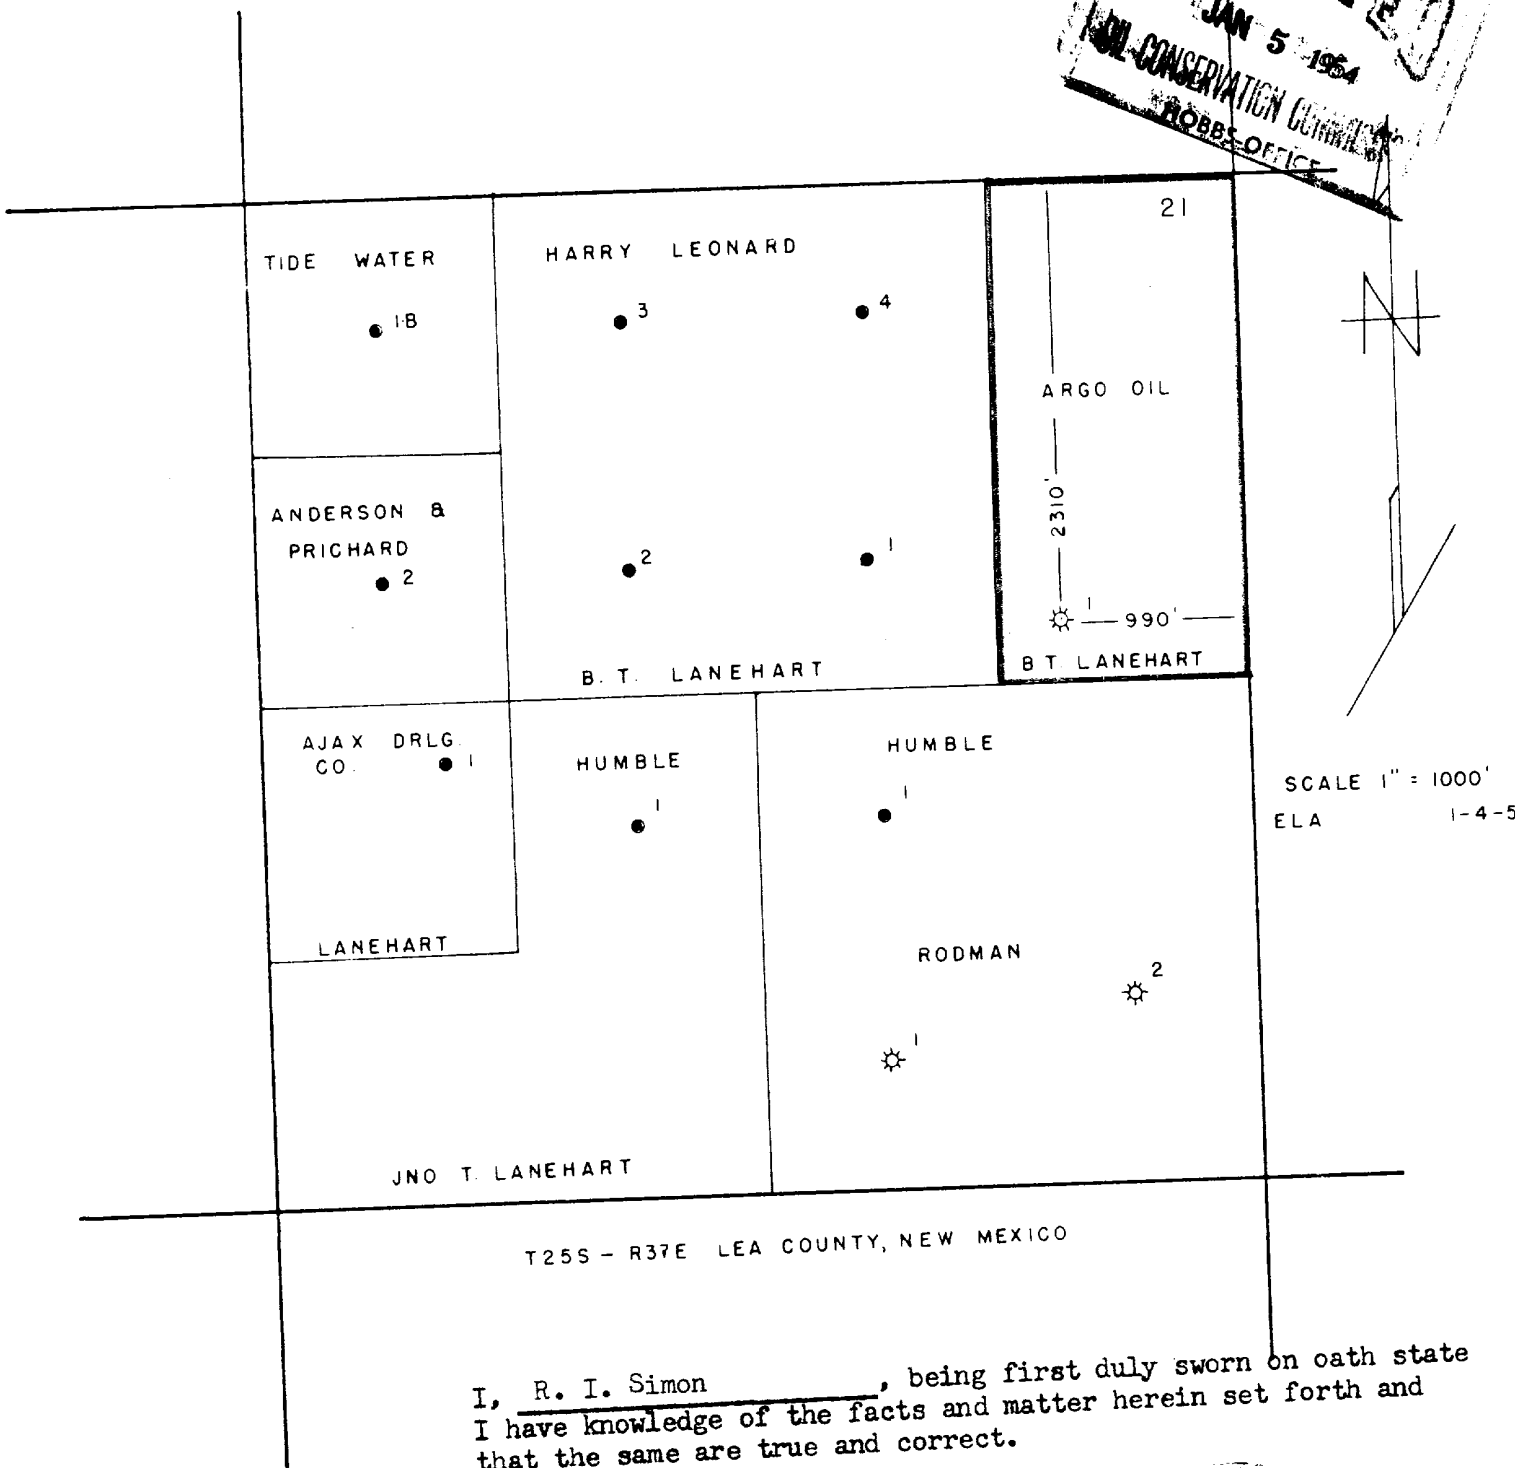 JAN 5 1954
OIL CONSERVATION COMMISSION
HOBBS-OFFICE
21
TIDE WATER
HARRY LEONARD
1-B
3
4
ARGO OIL
2310'
ANDERSON &
PRICHARD
2
2
1
1
990'
B. T. LANEHART
B T LANEHART
AJAX DRLG.
CO.
1
HUMBLE
1
HUMBLE
1
N
SCALE 1" = 1000'
ELA 1-4-5
LANEHART
RODMAN
2
1
JNO T. LANEHART
T25S - R37E LEA COUNTY, NEW MEXICO
I, R. I. Simon, being first duly sworn on oath state
I have knowledge of the facts and matter herein set forth and
that the same are true and correct.